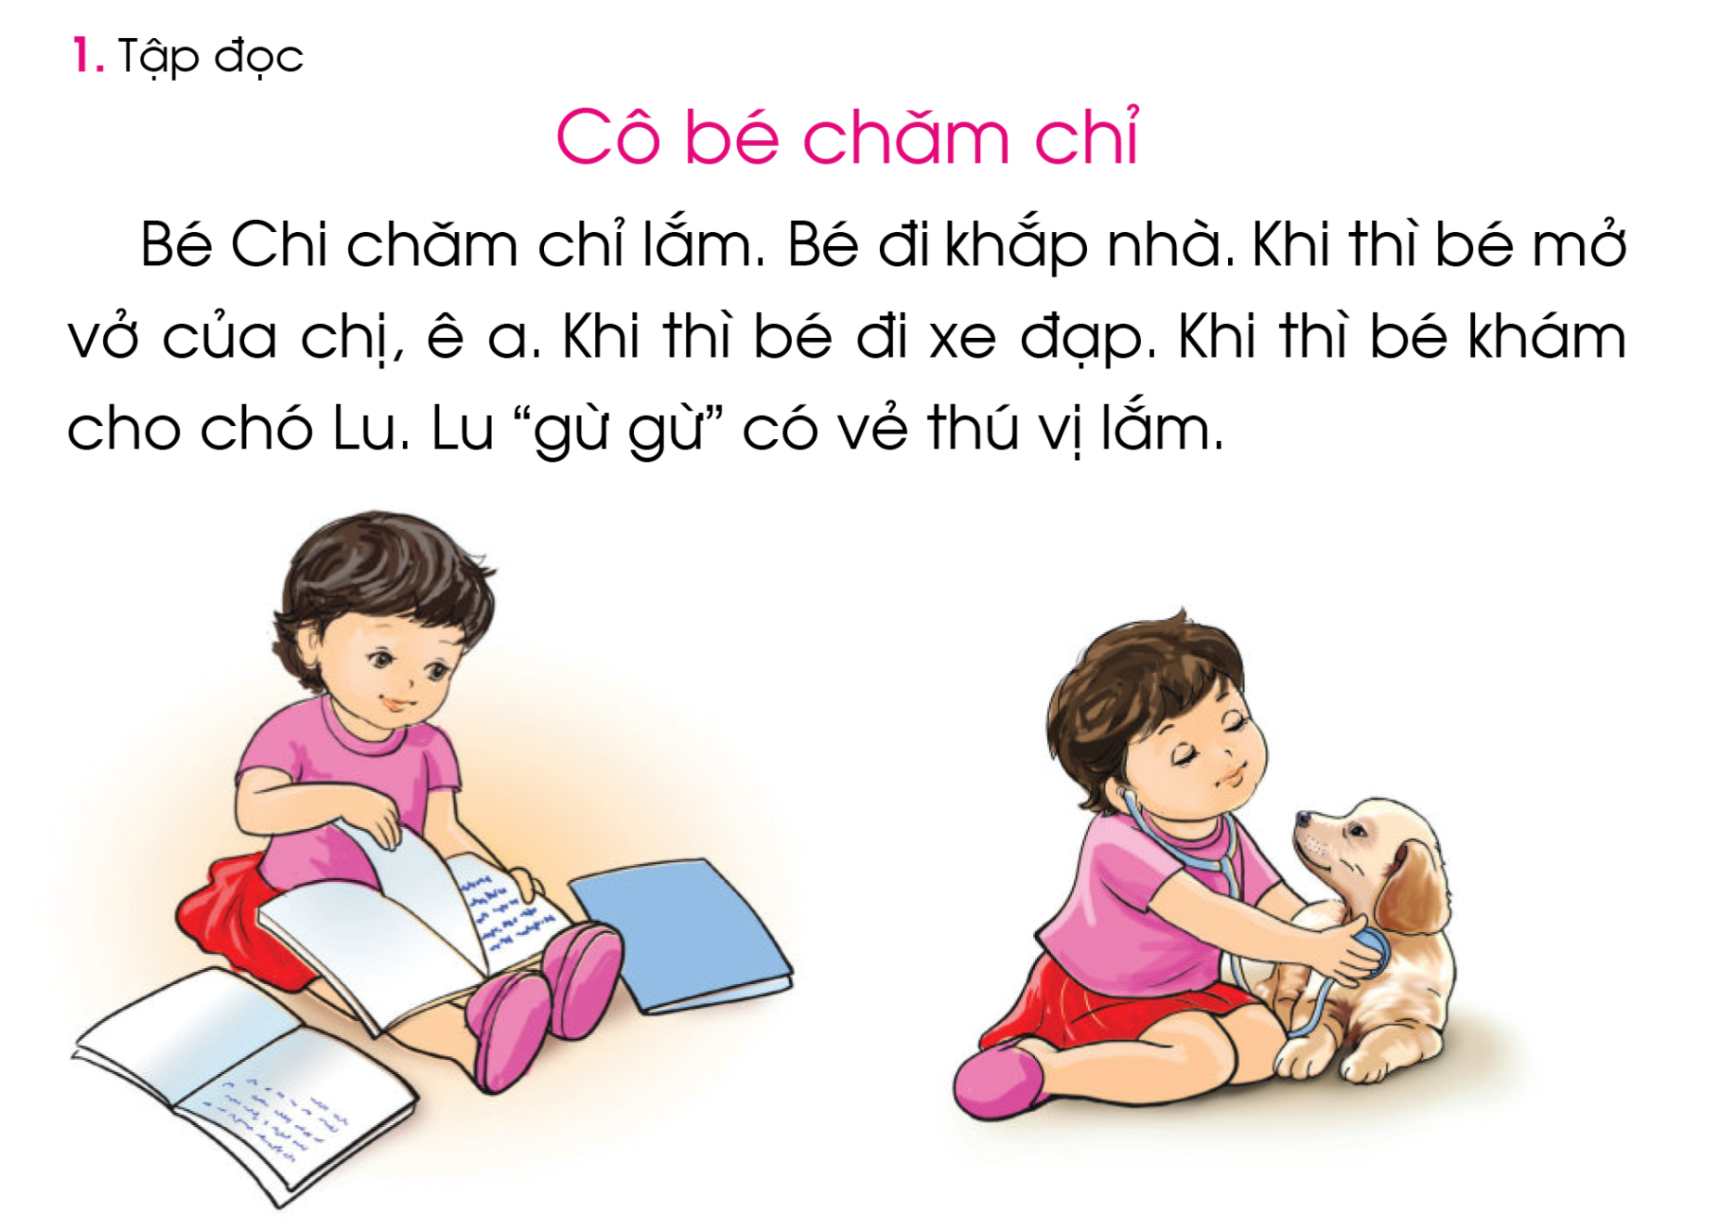 1. Tập đọc
Cô bé chăm chỉ
Bé Chi chăm chỉ lắm. Bé đi khắp nhà. Khi thì bé mở
vở của chị, ê a. Khi thì bé đi xe đạp. Khi thì bé khám
cho chó Lu. Lu “gừ gừ” có vẻ thú vị lắm.